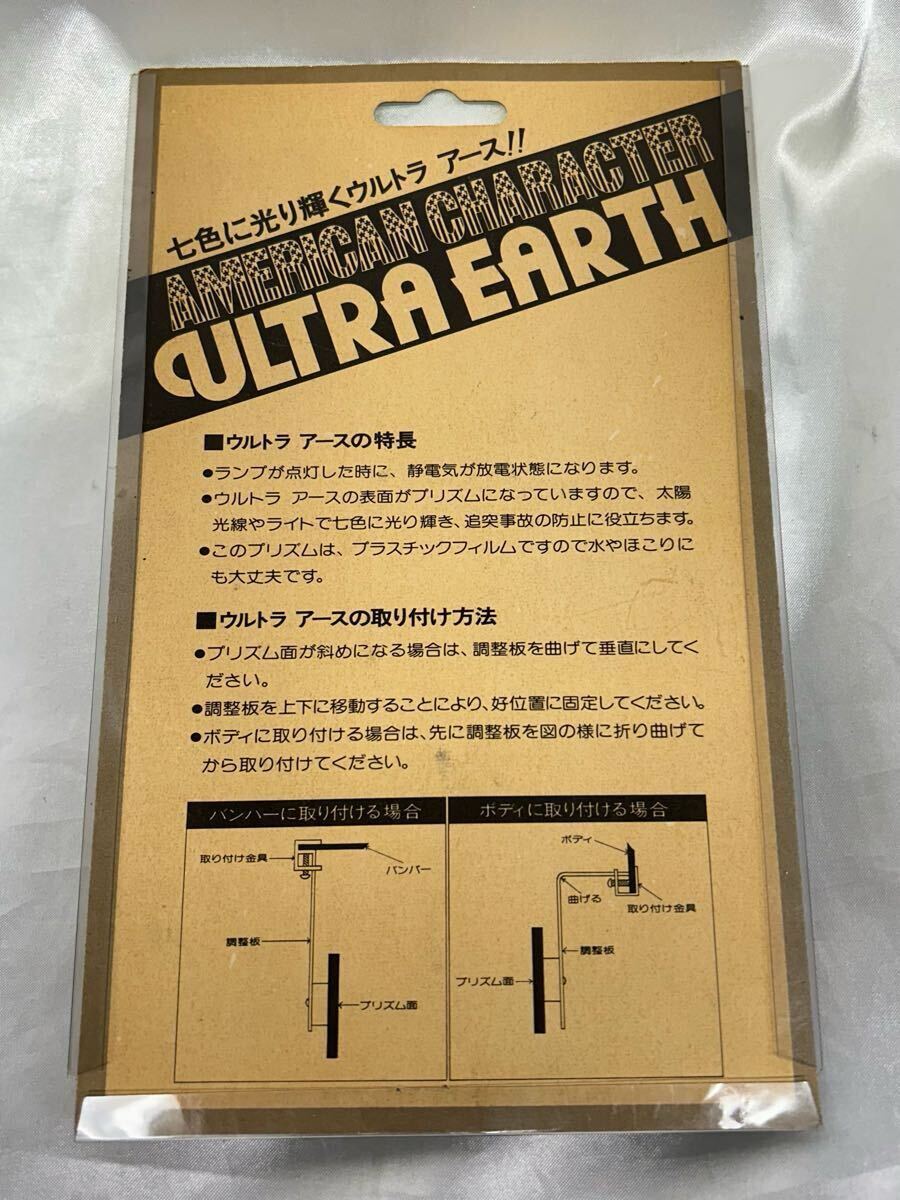 七色に光り輝くウルトラ アース!!
AMERICAN CHARACTER
ULTRA EARTH
■ウルトラ アースの特長
●ランプが点灯した時に、静電気が放電状態になります。
●ウルトラ アースの表面がプリズムになっていますので、太陽
光線やライトで七色に光り輝き、追突事故の防止に役立ちます。
●このプリズムは、プラスチックフィルムですので水やほこりに
も大丈夫です。
■ウルトラ アースの取り付け方法
●プリズム面が斜めになる場合は、調整板を曲げて垂直にしてく
ださい。
●調整板を上下に移動することにより、好位置に固定してください。
●ボディに取り付ける場合は、先に調整板を図の様に折り曲げて
から取り付けてください。
バンパーに取り付ける場合
取り付け金具
バンパー
調整板
プリズム面
ボディに取り付ける場合
ボディ
曲げる
取り付け金具
調整板
プリズム面